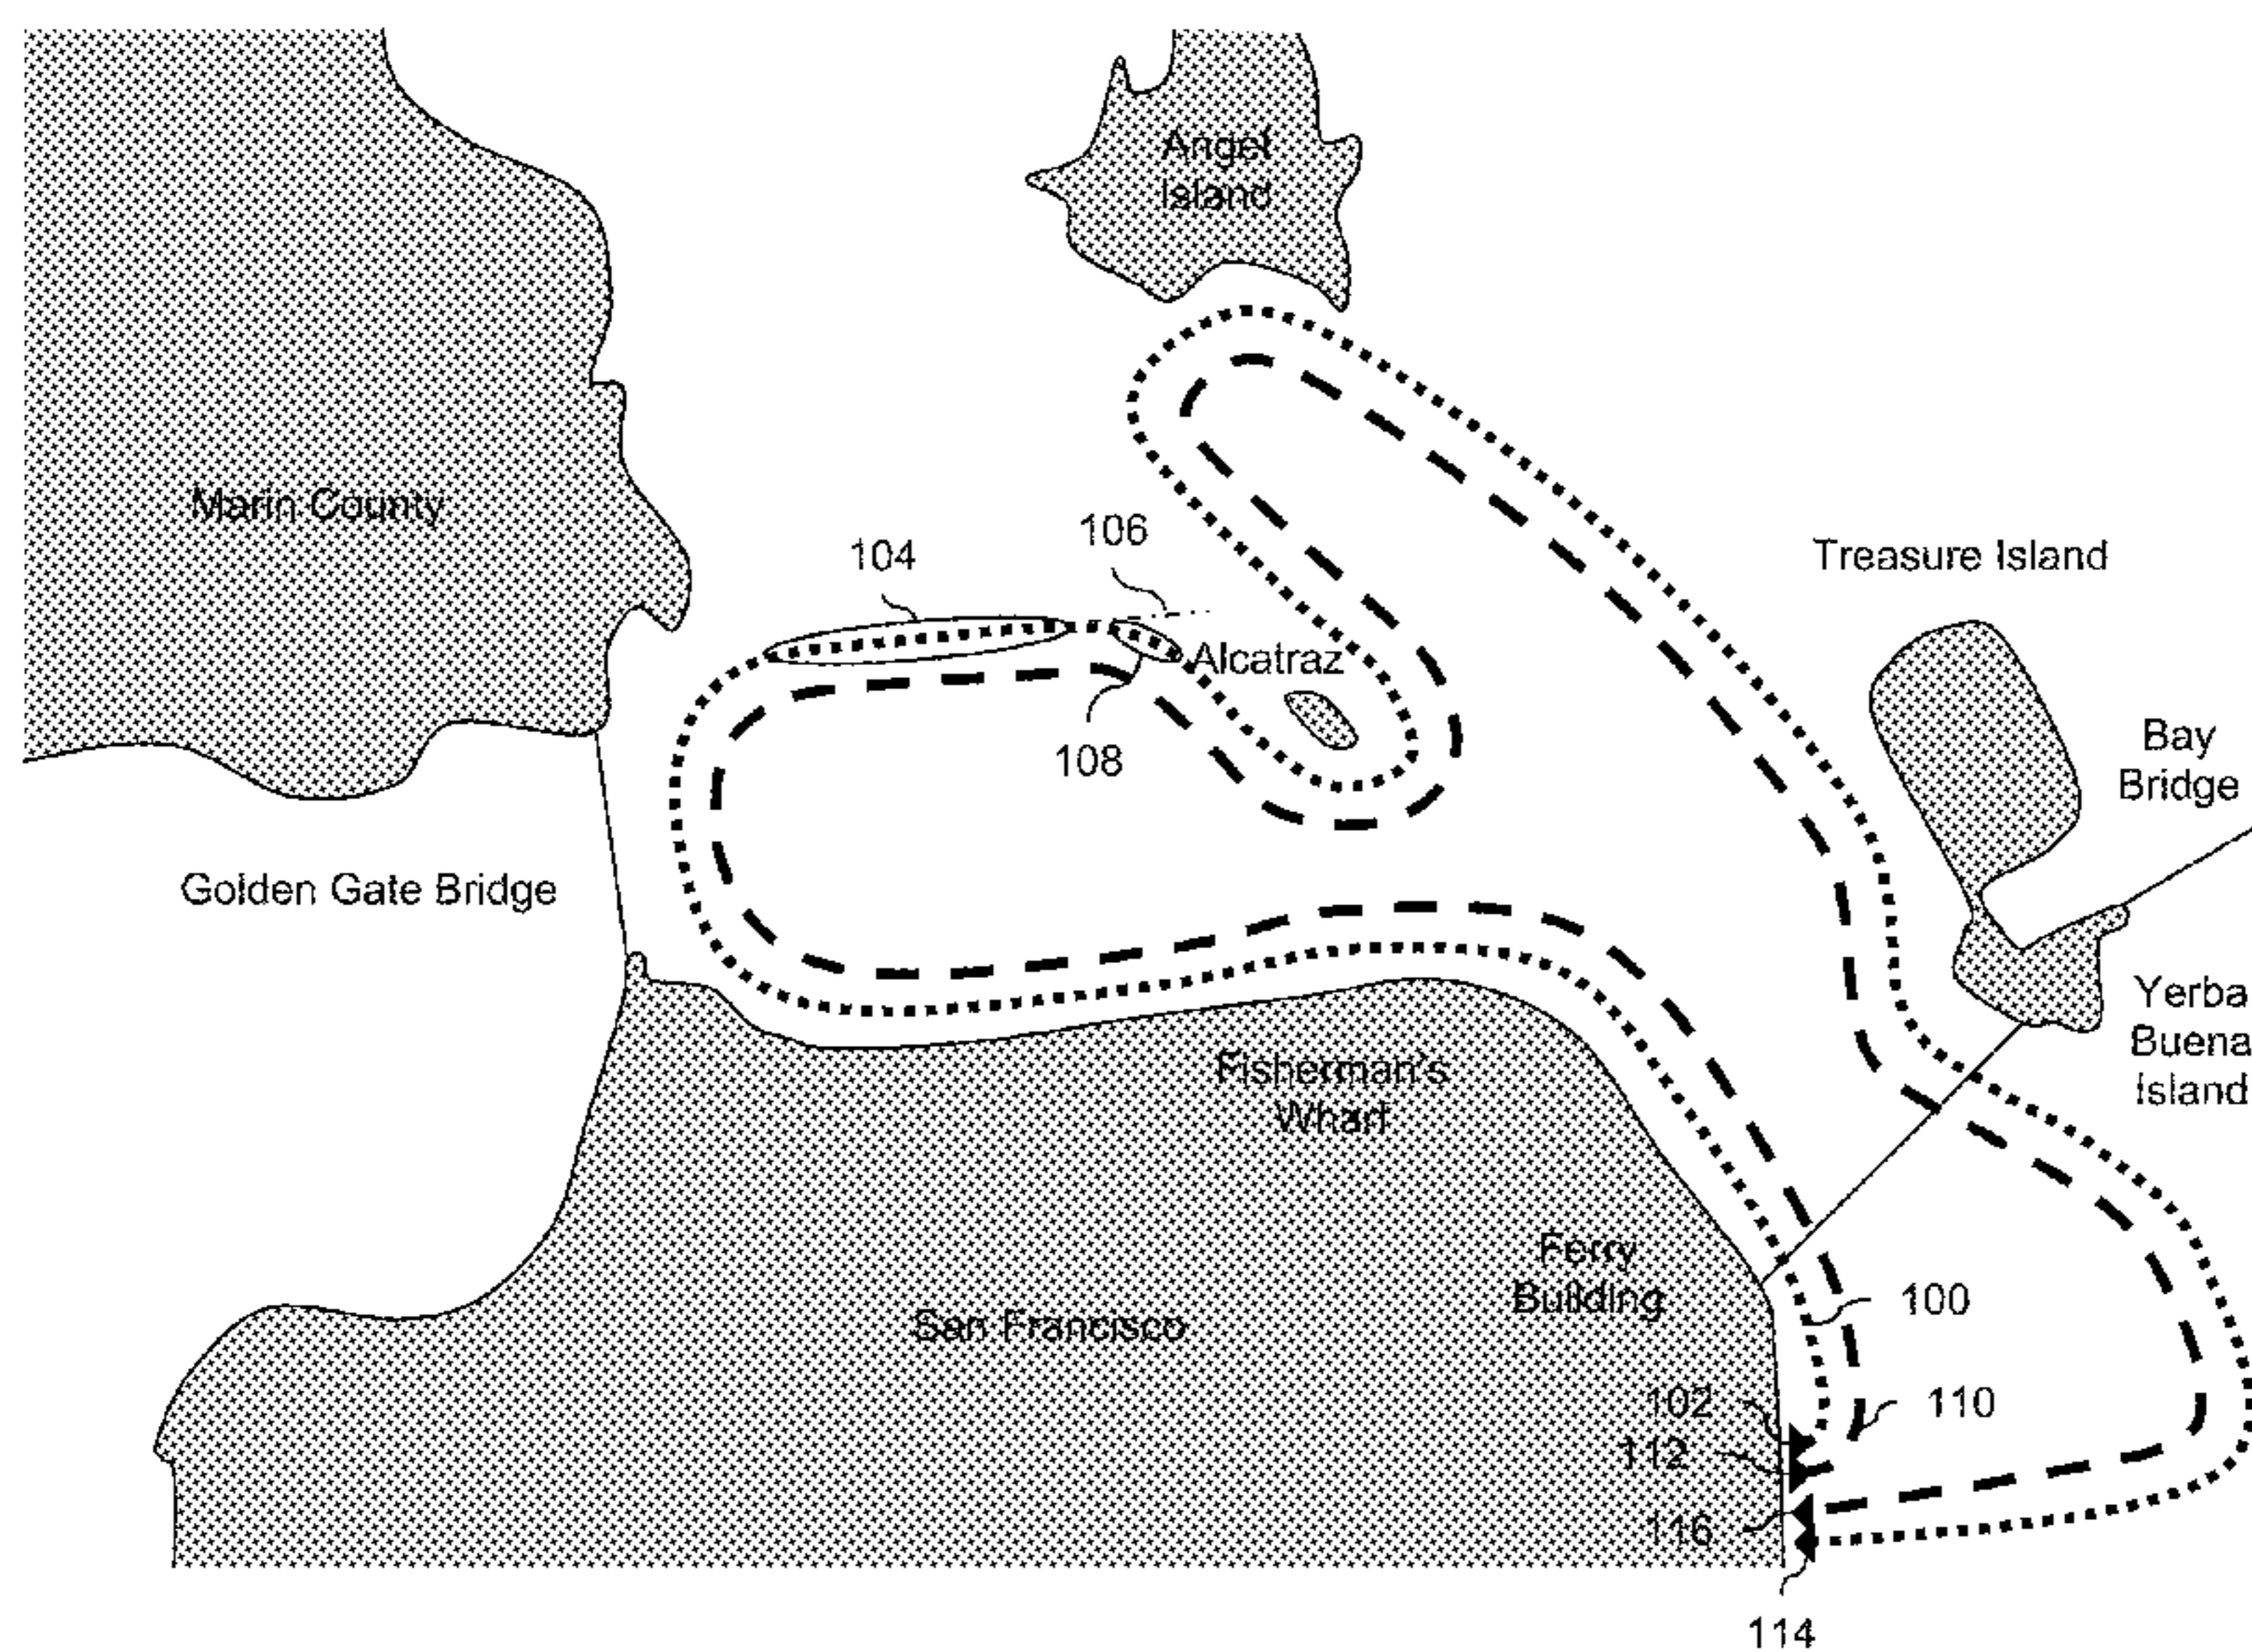 Angel
Island
Marin County
106
104
Treasure Island
Alcatraz
108
Bay
Bridge
Golden Gate Bridge
Yerba
Buena
Island
Fisherman's
Wharf
Ferry
Building
100
San Francisco
102
110
112
116
114